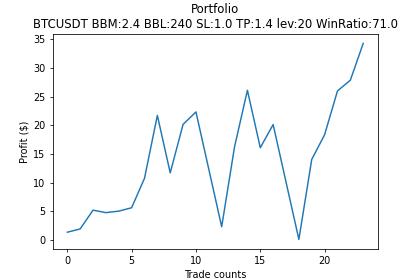 Portfolio
BTCUSDT BBM:2.4 BBL:240 SL:1.0 TP:1.4 lev:20 WinRatio:71.0
35
30
25
20
15
10
5
0
Profit ($)
0 5 10 15 20
Trade counts